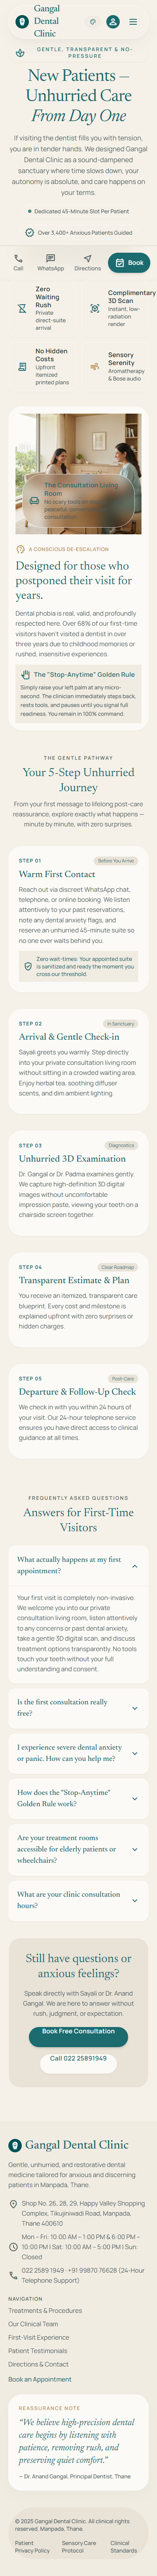 Gangal
Dental
Clinic
GENTLE, TRANSPARENT & NO-
PRESSURE
New Patients —
Unhurried Care
From Day One
If visiting the dentist fills you with tension,
you are in tender hands. We designed Gangal
Dental Clinic as a sound-dampened
sanctuary where time slows down, your
autonomy is absolute, and care happens on
your terms.
Dedicated 45-Minute Slot Per Patient
Over 3,400+ Anxious Patients Guided
Call
WhatsApp
Directions
Book
Zero
Waiting
Rush
Private
direct-suite
arrival
Complimentary
3D Scan
Instant, low-
radiation
render
No Hidden
Costs
Upfront
itemized
printed plans
Sensory
Serenity
Aromatherapy
& Bose audio
The Consultation Living
Room
A CONSCIOUS DE-ESCALATION
Designed for those who
postponed their visit for
years.
Dental phobia is real, valid, and profoundly
respected here. Over 68% of our first-time
visitors haven't visited a dentist in over
three years due to childhood memories or
rushed, insensitive experiences.
The "Stop-Anytime" Golden Rule
Simply raise your left palm at any micro-
second. The clinician immediately steps back,
rests tools, and pauses until you signal full
readiness. You remain in 100% command.
THE GENTLE PATHWAY
Your 5-Step Unhurried
Journey
From your first message to lifelong post-care
reassurance, explore exactly what happens —
minute by minute, with zero surprises.
STEP 01
Before You Arrive
Warm First Contact
Reach out via discreet WhatsApp chat,
telephone, or online booking. We listen
attentively to your past reservations,
note any dental anxiety flags, and
reserve an unhurried 45-minute suite so
no one ever waits behind you.
Zero wait-times: Your appointed suite
is sanitized and ready the moment you
cross our threshold.
STEP 02
In Sanctuary
Arrival & Gentle Check-in
Sayali greets you warmly. Step directly
into your private consultation living room
without sitting in a crowded waiting area.
Enjoy herbal tea, soothing diffuser
scents, and dim ambient lighting.
STEP 03
Diagnostics
Unhurried 3D Examination
Dr. Gangal or Dr. Padma examines gently.
We capture high-definition 3D digital
images without uncomfortable
impression paste, viewing your teeth on a
chairside screen together.
STEP 04
Clear Roadmap
Transparent Estimate & Plan
You receive an itemized, transparent care
blueprint. Every cost and milestone is
explained upfront with zero surprises or
hidden charges.
STEP 05
Post-Care
Departure & Follow-Up Check
We check in with you within 24 hours of
your visit. Our 24-hour telephone service
ensures you have direct access to clinical
guidance at all times.
FREQUENTLY ASKED QUESTIONS
Answers for First-Time
Visitors
What actually happens at my first
appointment?
Your first visit is completely non-invasive.
We welcome you into our private
consultation living room, listen attentively
to any concerns or past dental anxiety,
take a gentle 3D digital scan, and discuss
treatment options transparently. No tools
touch your teeth without your full
understanding and consent.
Is the first consultation really
free?
I experience severe dental anxiety
or panic. How can you help me?
How does the "Stop-Anytime"
Golden Rule work?
Are your treatment rooms
accessible for elderly patients or
wheelchairs?
What are your clinic consultation
hours?
Still have questions or
anxious feelings?
Speak directly with Sayali or Dr. Anand
Gangal. We are here to answer without
rush, judgment, or expectation.
Book Free Consultation
Call 022 25891949
Gangal Dental Clinic
Gentle, unhurried, and restorative dental
medicine tailored for anxious and discerning
patients in Manpada, Thane.
Shop No. 26, 28, 29, Happy Valley Shopping
Complex, Tikujiniwadi Road, Manpada,
Thane 400610
Mon – Fri: 10:00 AM – 1:00 PM & 6:00 PM –
10:00 PM | Sat: 10:00 AM – 5:00 PM | Sun:
Closed
022 2589 1949 · +91 99870 76628 (24-Hour
Telephone Support)
NAVIGATION
Treatments & Procedures
Our Clinical Team
First-Visit Experience
Patient Testimonials
Directions & Contact
Book an Appointment
REASSURANCE NOTE
“We believe high-precision dental
care begins by listening with
patience, removing rush, and
preserving quiet comfort.”
— Dr. Anand Gangal, Principal Dentist, Thane
© 2025 Gangal Dental Clinic. All clinical rights
reserved. Manpada, Thane.
Patient
Privacy Policy
Sensory Care
Protocol
Clinical
Standards